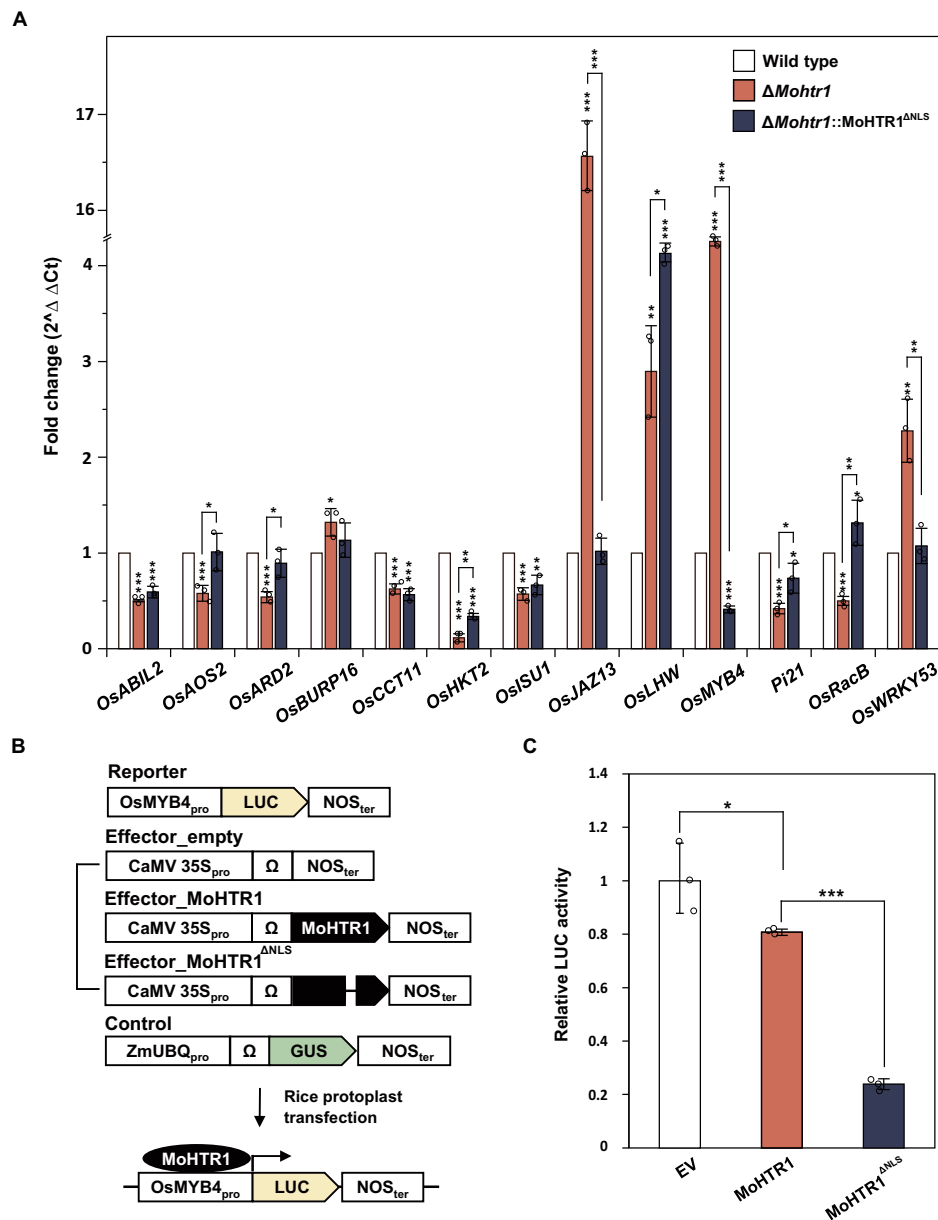 A
Wild type
ΔMohtr1
ΔMohtr1::MoHTR1ΔNLS
Fold change (2^Δ ΔCt)
17
16
4
3
2
1
0
***
***
***
*
***
*
***
*
***
***
***
**
***
***
**
***
***
**
*
***
***
***
***
***
*
*
***
**
*
***
**
**
OsABIL2
OsAOS2
OsARD2
OsBURP16
OsCCT11
OsHKT2
OsISU1
OsJAZ13
OsLHW
OsMYB4
Pi21
OsRacB
OsWRKY53
B
Reporter
OsMYB4pro LUC NOSter
Effector_empty
CaMV 35Spro Ω NOSter
Effector_MoHTR1
CaMV 35Spro Ω MoHTR1 NOSter
Effector_MoHTR1ΔNLS
CaMV 35Spro Ω NOSter
Control
ZmUBQpro Ω GUS NOSter
Rice protoplast
transfection
MoHTR1
OsMYB4pro LUC NOSter
C
Relative LUC activity
1.4
1.2
1
0.8
0.6
0.4
0.2
0
*
***
EV
MoHTR1
MoHTR1ΔNLS